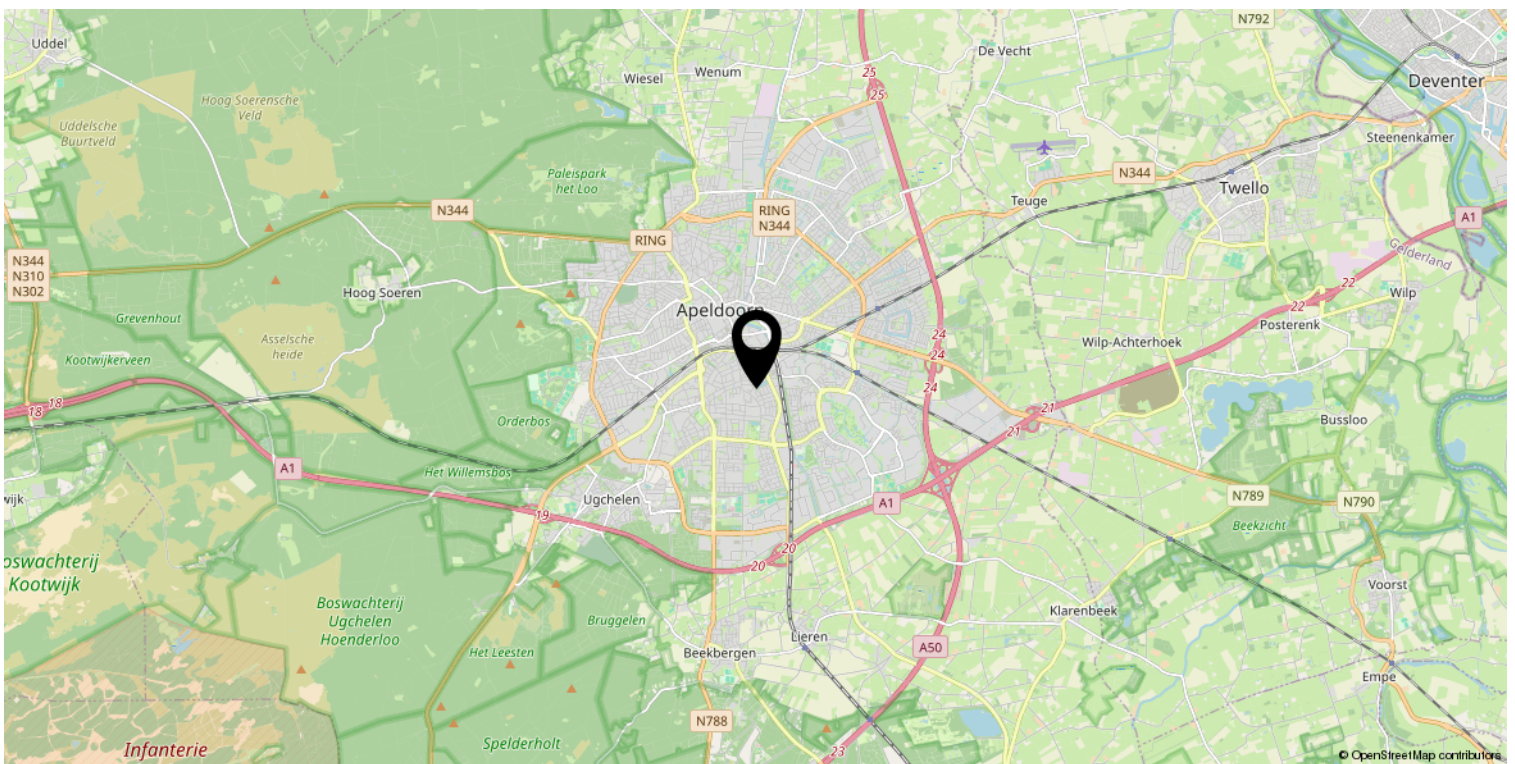 N792
Uddel
De Vecht
Wiesel
Wenum
25
25
Deventer
Hoog Soerensche
Veld
Uddelsche
Buurtveld
Steenenkamer
Paleispark
het Loo
N344
Twello
Teuge
N344
RING
N344
A1
RING
Gelderland
N344
N310
N302
22
22
Hoog Soeren
Wilp
Apeldoorn
Grevenhout
Posterenk
24
24
24
Asselsche
heide
Wilp-Achterhoek
Kootwijkerveen
18
18
21
21
Orderbos
Bussloo
A1
Het Willemsbos
wijk
Ugchelen
19
A1
N789
N790
Beekzicht
20
20
oswachterij
Kootwijk
Voorst
Boswachterij
Ugchelen
Hoenderloo
Klarenbeek
Bruggelen
Lieren
Het Leesten
Beekbergen
A50
Empe
N788
Infanterie
Spelderholt
23
© OpenStreetMap contributors